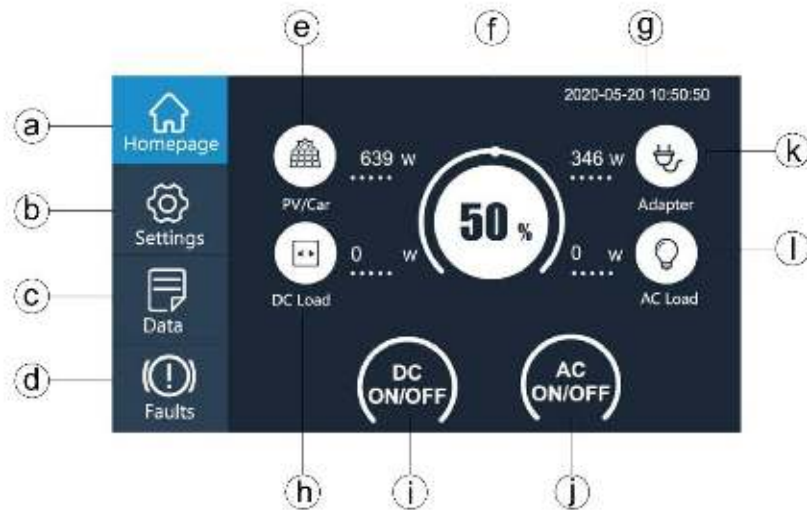 e f g
2020-05-20 10:50:50
a Homepage
639 w
346 w
k
PV/Car
Adapter
50 %
b Settings
0 w
0 w
l
DC Load
AC Load
c Data
DC ON/OFF
AC ON/OFF
d Faults
h i j